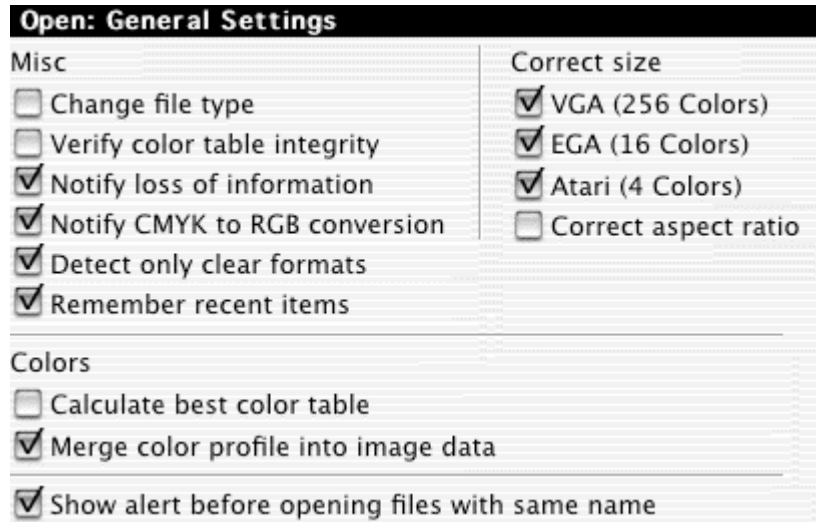 Open: General Settings
Misc
Change file type
Verify color table integrity
Notify loss of information
Notify CMYK to RGB conversion
Detect only clear formats
Remember recent items
Correct size
VGA (256 Colors)
EGA (16 Colors)
Atari (4 Colors)
Correct aspect ratio
Colors
Calculate best color table
Merge color profile into image data
Show alert before opening files with same name